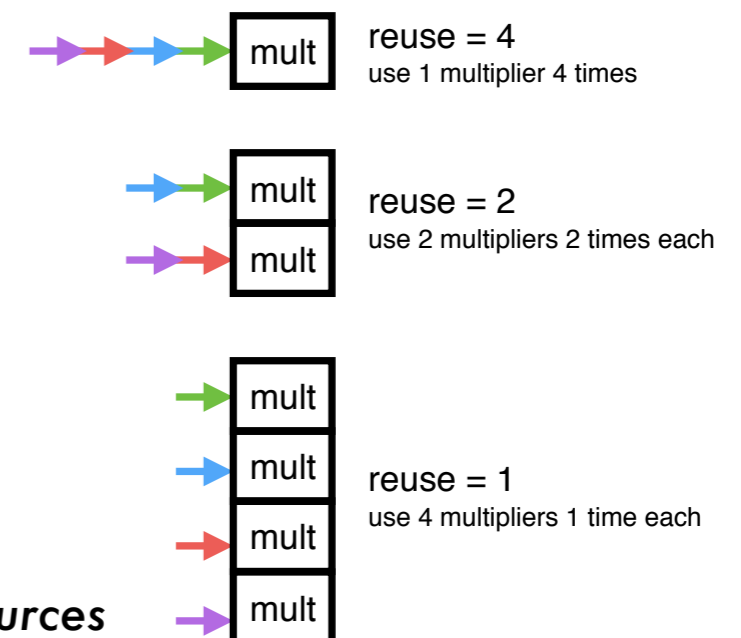 mult
reuse = 4
use 1 multiplier 4 times
mult
mult
reuse = 2
use 2 multipliers 2 times each
mult
mult
mult
mult
reuse = 1
use 4 multipliers 1 time each
urces